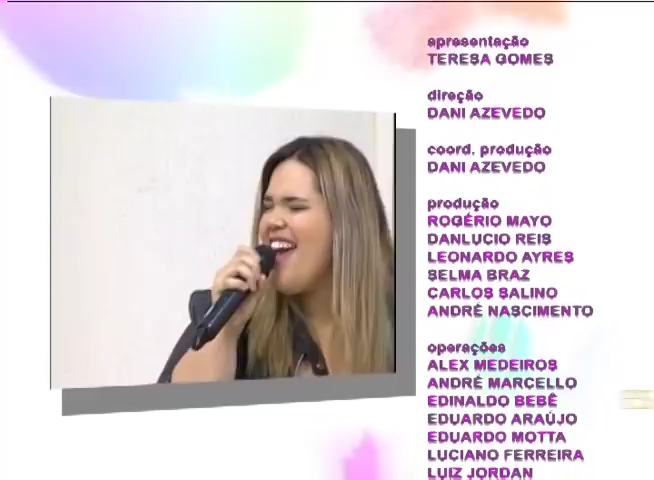 apresentação
TERESA GOMES
direção
DANI AZEVEDO
coord. produção
DANI AZEVEDO
produção
ROGÉRIO MAYO
DANLUCIO REIS
LEONARDO AYRES
SELMA BRAZ
CARLOS SALINO
ANDRÉ NASCIMENTO
operações
ALEX MEDEIROS
ANDRÉ MARCELLO
EDINALDO BEBÊ
EDUARDO ARAÚJO
EDUARDO MOTTA
LUCIANO FERREIRA
LUIZ JORDAN